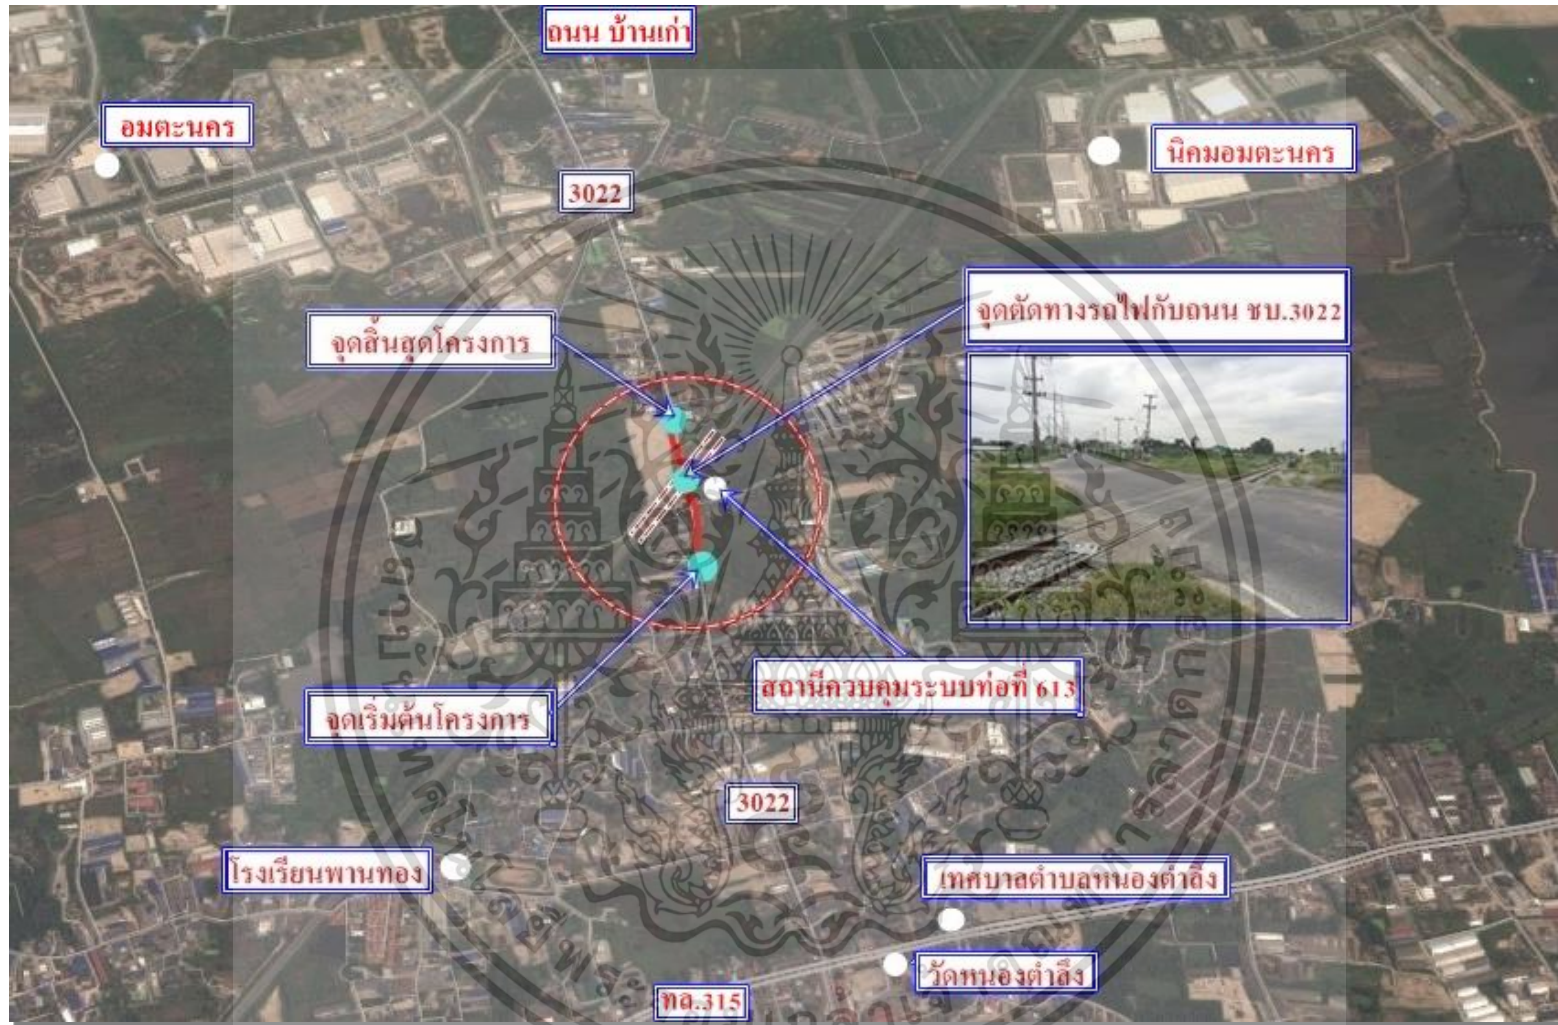 ถนน บ้านเก่า
อมตะนคร
นิคมอมตะนคร
3022
จุดตัดทางรถไฟกับถนน ชบ.3022
จุดสิ้นสุดโครงการ
สถานีควบคุมระบบท่อที่ 613
จุดเริ่มต้นโครงการ
3022
โรงเรียนพานทอง
เทศบาลตำบลหนองตำลึง
วัดหนองตำลึง
ทล.315